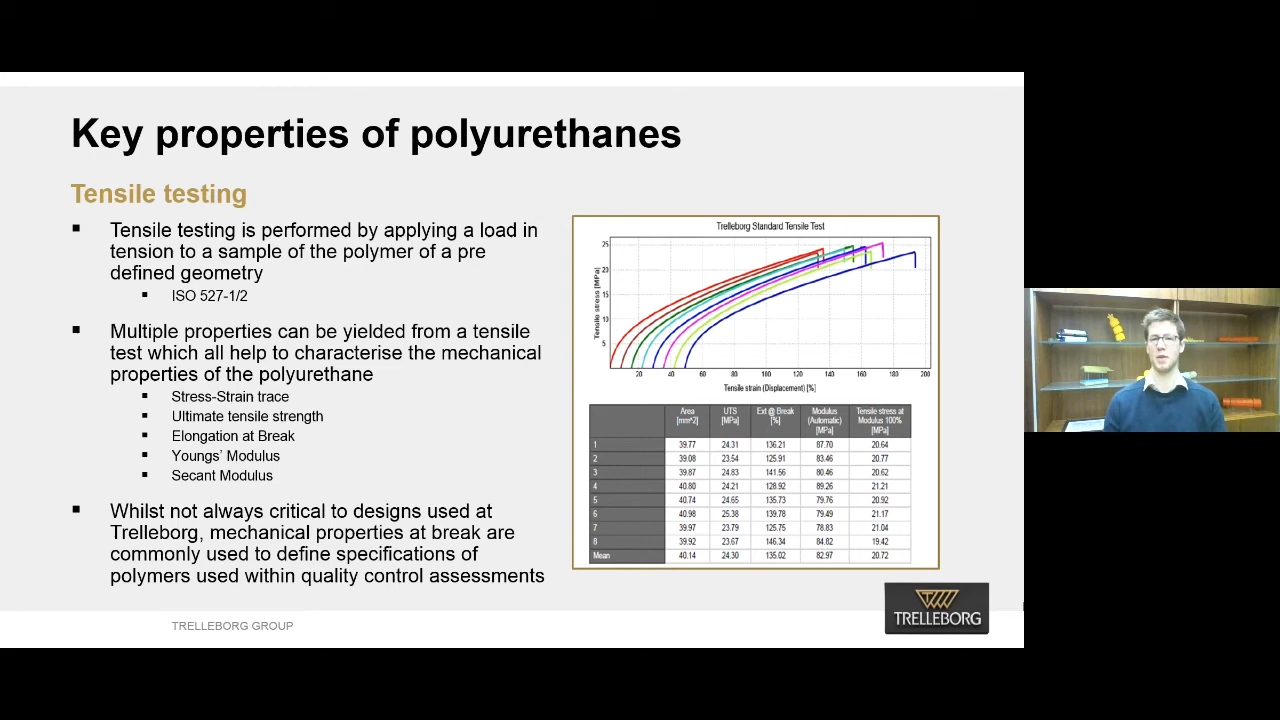 Key properties of polyurethanes
Tensile testing
▪ Tensile testing is performed by applying a load in
tension to a sample of the polymer of a pre
defined geometry
▪ ISO 527-1/2
▪ Multiple properties can be yielded from a tensile
test which all help to characterise the mechanical
properties of the polyurethane
▪ Stress-Strain trace
▪ Ultimate tensile strength
▪ Elongation at Break
▪ Youngs’ Modulus
▪ Secant Modulus
▪ Whilst not always critical to designs used at
Trelleborg, mechanical properties at break are
commonly used to define specifications of
polymers used within quality control assessments
Trelleborg Standard Tensile Test
Tensile stress [MPa]
25
20
15
10
5
20 40 60 80 100 120 140 160 180 200
Tensile strain (Displacement) [%]
Area UTS Ext @ Break Modulus Tensile stress at
[mm^2] [MPa] [%] (Automatic) Modulus 100%
[MPa] [MPa]
1 39.77 24.31 136.21 87.70 20.64
2 39.08 23.54 125.91 83.46 20.77
3 39.87 24.83 141.56 80.46 20.62
4 40.80 24.21 128.92 89.26 21.21
5 40.74 24.65 135.73 79.76 20.92
6 40.98 25.38 139.78 79.49 21.17
7 39.97 23.79 125.75 78.83 21.04
8 39.92 23.67 146.34 84.82 19.42
Mean 40.14 24.30 135.02 82.97 20.72
TRELLEBORG
TRELLEBORG GROUP